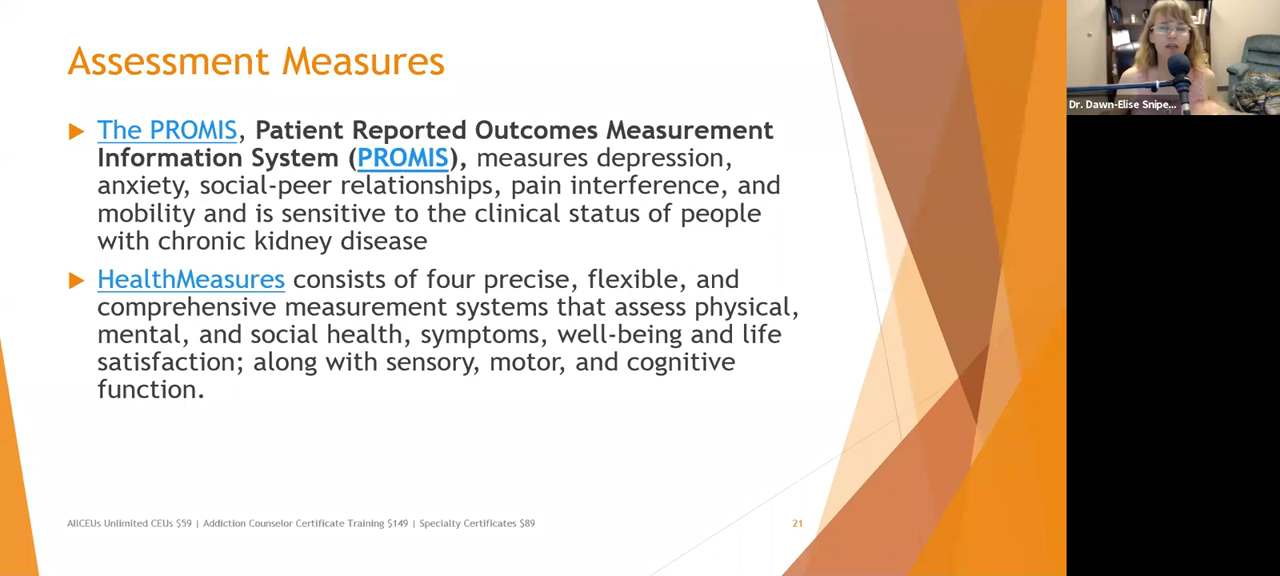 Assessment Measures
The PROMIS, Patient Reported Outcomes Measurement
Information System (PROMIS), measures depression,
anxiety, social-peer relationships, pain interference, and
mobility and is sensitive to the clinical status of people
with chronic kidney disease
HealthMeasures consists of four precise, flexible, and
comprehensive measurement systems that assess physical,
mental, and social health, symptoms, well-being and life
satisfaction; along with sensory, motor, and cognitive
function.
AllCEUs Unlimited CEUs $59 | Addiction Counselor Certificate Training $149 | Specialty Certificates $89
21
Dr. Dawn-Elise Snipe...